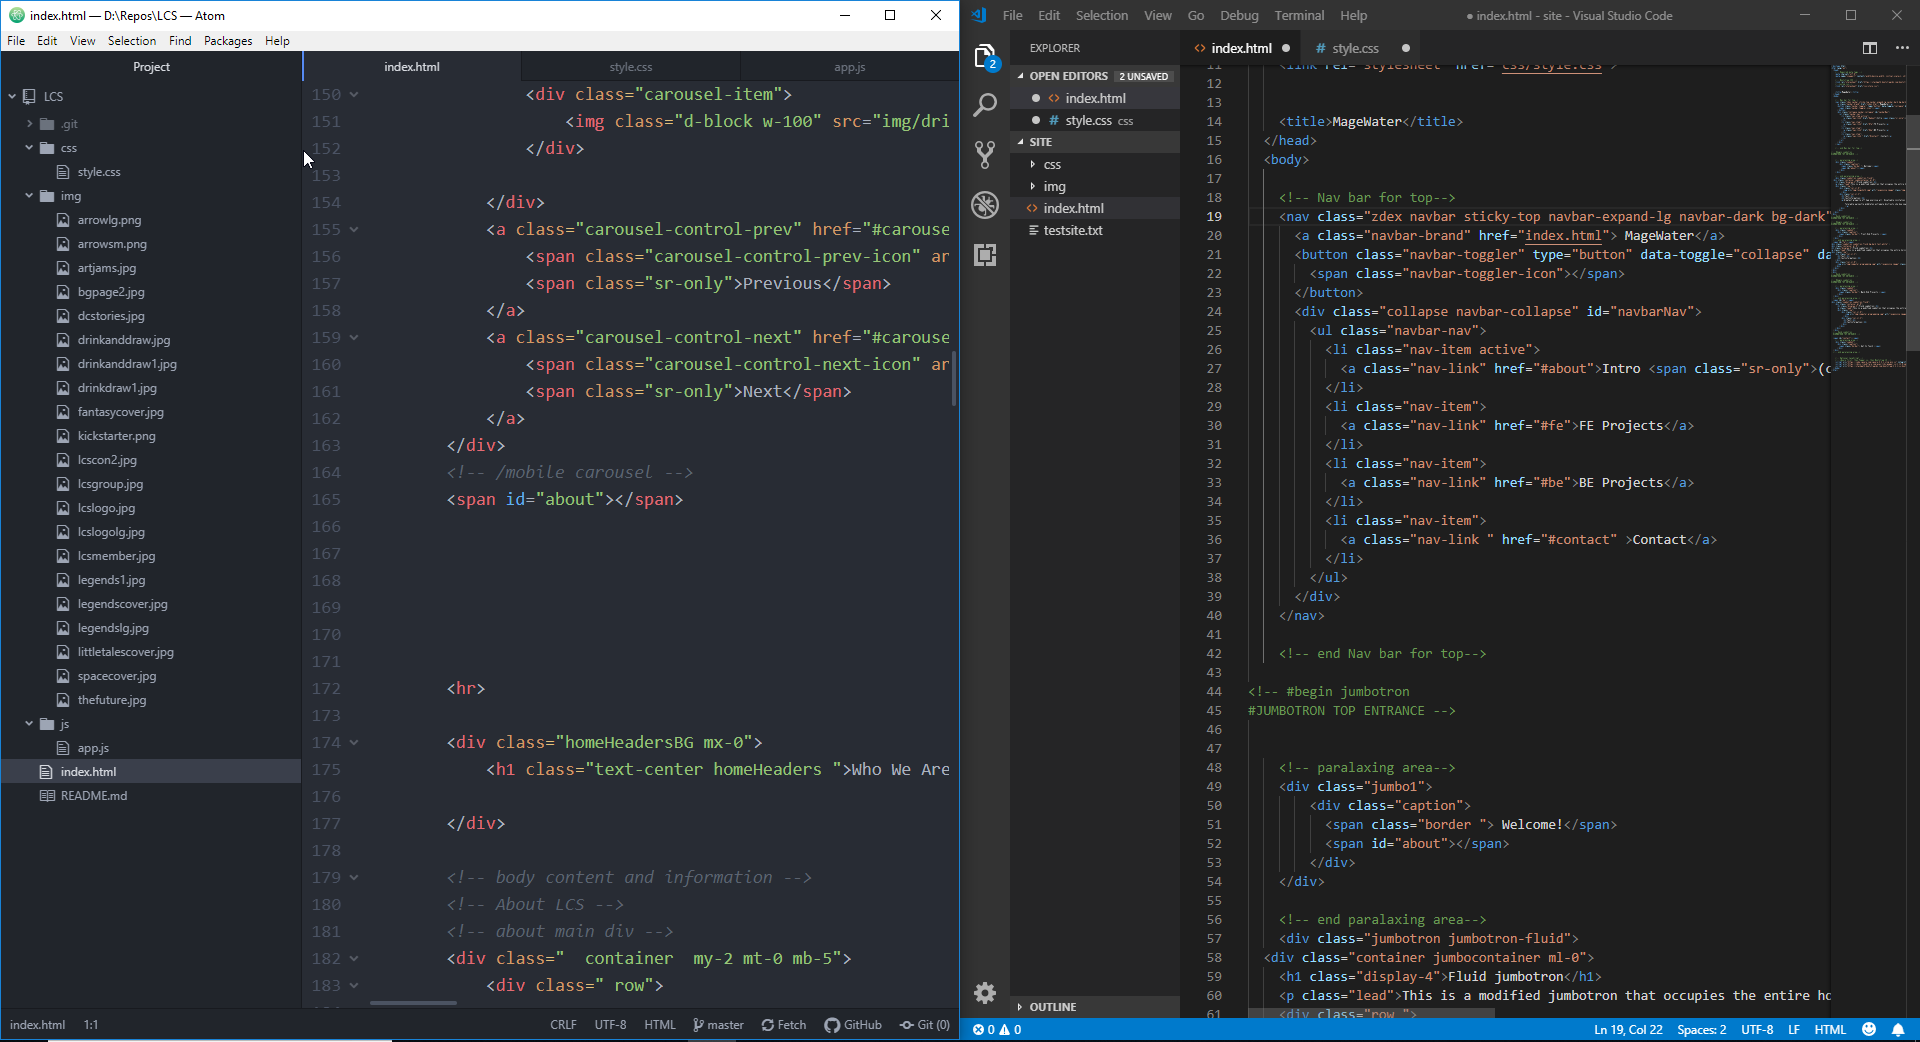 index.html — D:\Repos\LCS — Atom
File Edit View Selection Find Packages Help
Project
LCS
.git
css
style.css
img
arrowlg.png
arrowsm.png
artjams.jpg
bgpage2.jpg
dcstories.jpg
drinkanddraw.jpg
drinkanddraw1.jpg
drinkdraw1.jpg
fantasycover.jpg
kickstarter.png
lcscon2.jpg
lcsgroup.jpg
lcslogo.jpg
lcslogolg.jpg
lcsmember.jpg
legends1.jpg
legendscover.jpg
legendslg.jpg
littletalescover.jpg
spacecover.jpg
thefuture.jpg
js
app.js
index.html
README.md
index.html style.css app.js
150 <div class="carousel-item">
151 <img class="d-block w-100" src="img/dri
152 </div>
153
154 </div>
155 <a class="carousel-control-prev" href="#carouse
156 <span class="carousel-control-prev-icon" ar
157 <span class="sr-only">Previous</span>
158 </a>
159 <a class="carousel-control-next" href="#carouse
160 <span class="carousel-control-next-icon" ar
161 <span class="sr-only">Next</span>
162 </a>
163 </div>
164 <!-- /mobile carousel -->
165 <span id="about"></span>
166
167
168
169
170
171
172 <hr>
173
174 <div class="homeHeadersBG mx-0">
175 <h1 class="text-center homeHeaders ">Who We Are
176
177 </div>
178
179 <!-- body content and information -->
180 <!-- About LCS -->
181 <!-- about main div -->
182 <div class="  container  my-2 mt-0 mb-5">
183 <div class=" row">
index.html 1:1 CRLF UTF-8 HTML master Fetch GitHub Git (0)
File Edit Selection View Go Debug Terminal Help ● index.html - site - Visual Studio Code
2
EXPLORER
OPEN EDITORS 2 UNSAVED
index.html
style.css css
SITE
css
img
index.html
testsite.txt
OUTLINE
index.html style.css
11 <link rel="stylesheet" href="css/style.css">
12
13
14 <title>MageWater</title>
15 </head>
16 <body>
17
18 <!-- Nav bar for top-->
19 <nav class="zdex navbar sticky-top navbar-expand-lg navbar-dark bg-dark"
20 <a class="navbar-brand" href="index.html"> MageWater</a>
21 <button class="navbar-toggler" type="button" data-toggle="collapse" da
22 <span class="navbar-toggler-icon"></span>
23 </button>
24 <div class="collapse navbar-collapse" id="navbarNav">
25 <ul class="navbar-nav">
26 <li class="nav-item active">
27 <a class="nav-link" href="#about">Intro <span class="sr-only">(c
28 </li>
29 <li class="nav-item">
30 <a class="nav-link" href="#fe">FE Projects</a>
31 </li>
32 <li class="nav-item">
33 <a class="nav-link" href="#be">BE Projects</a>
34 </li>
35 <li class="nav-item">
36 <a class="nav-link " href="#contact" >Contact</a>
37 </li>
38 </ul>
39 </div>
40 </nav>
41
42 <!-- end Nav bar for top-->
43
44 <!-- #begin jumbotron
45 #JUMBOTRON TOP ENTRANCE -->
46
47
48 <!-- paralaxing area-->
49 <div class="jumbo1">
50 <div class="caption">
51 <span class="border "> Welcome!</span>
52 <span id="about"></span>
53 </div>
54 </div>
55
56 <!-- end paralaxing area-->
57 <div class="jumbotron jumbotron-fluid">
58 <div class="container jumbocontainer ml-0">
59 <h1 class="display-4">Fluid jumbotron</h1>
60 <p class="lead">This is a modified jumbotron that occupies the entire ho
61 <div class="row ">
0 0 Ln 19, Col 22 Spaces: 2 UTF-8 LF HTML